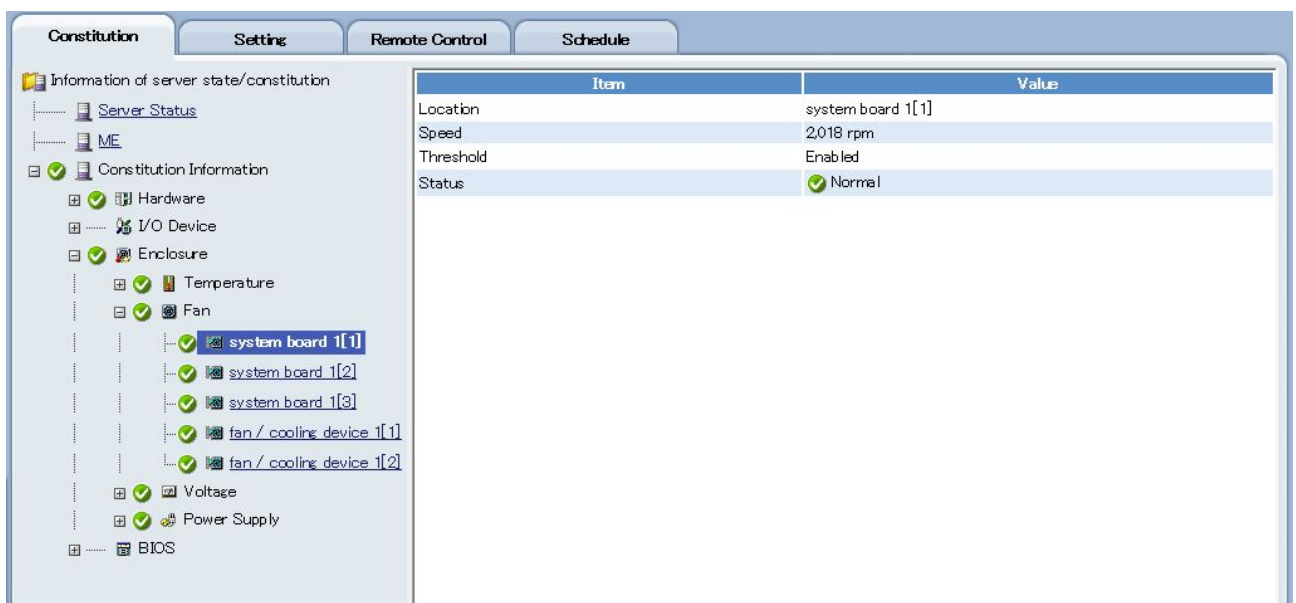 Constitution
Setting
Remote Control
Schedule
Information of server state/constitution
Server Status
ME
Constitution Information
Hardware
I/O Device
Enclosure
Temperature
Fan
system board 1[1]
system board 1[2]
system board 1[3]
fan / cooling device 1[1]
fan / cooling device 1[2]
Voltage
Power Supply
BIOS
Item Value
Location system board 1[1]
Speed 2,018 rpm
Threshold Enabled
Status Normal